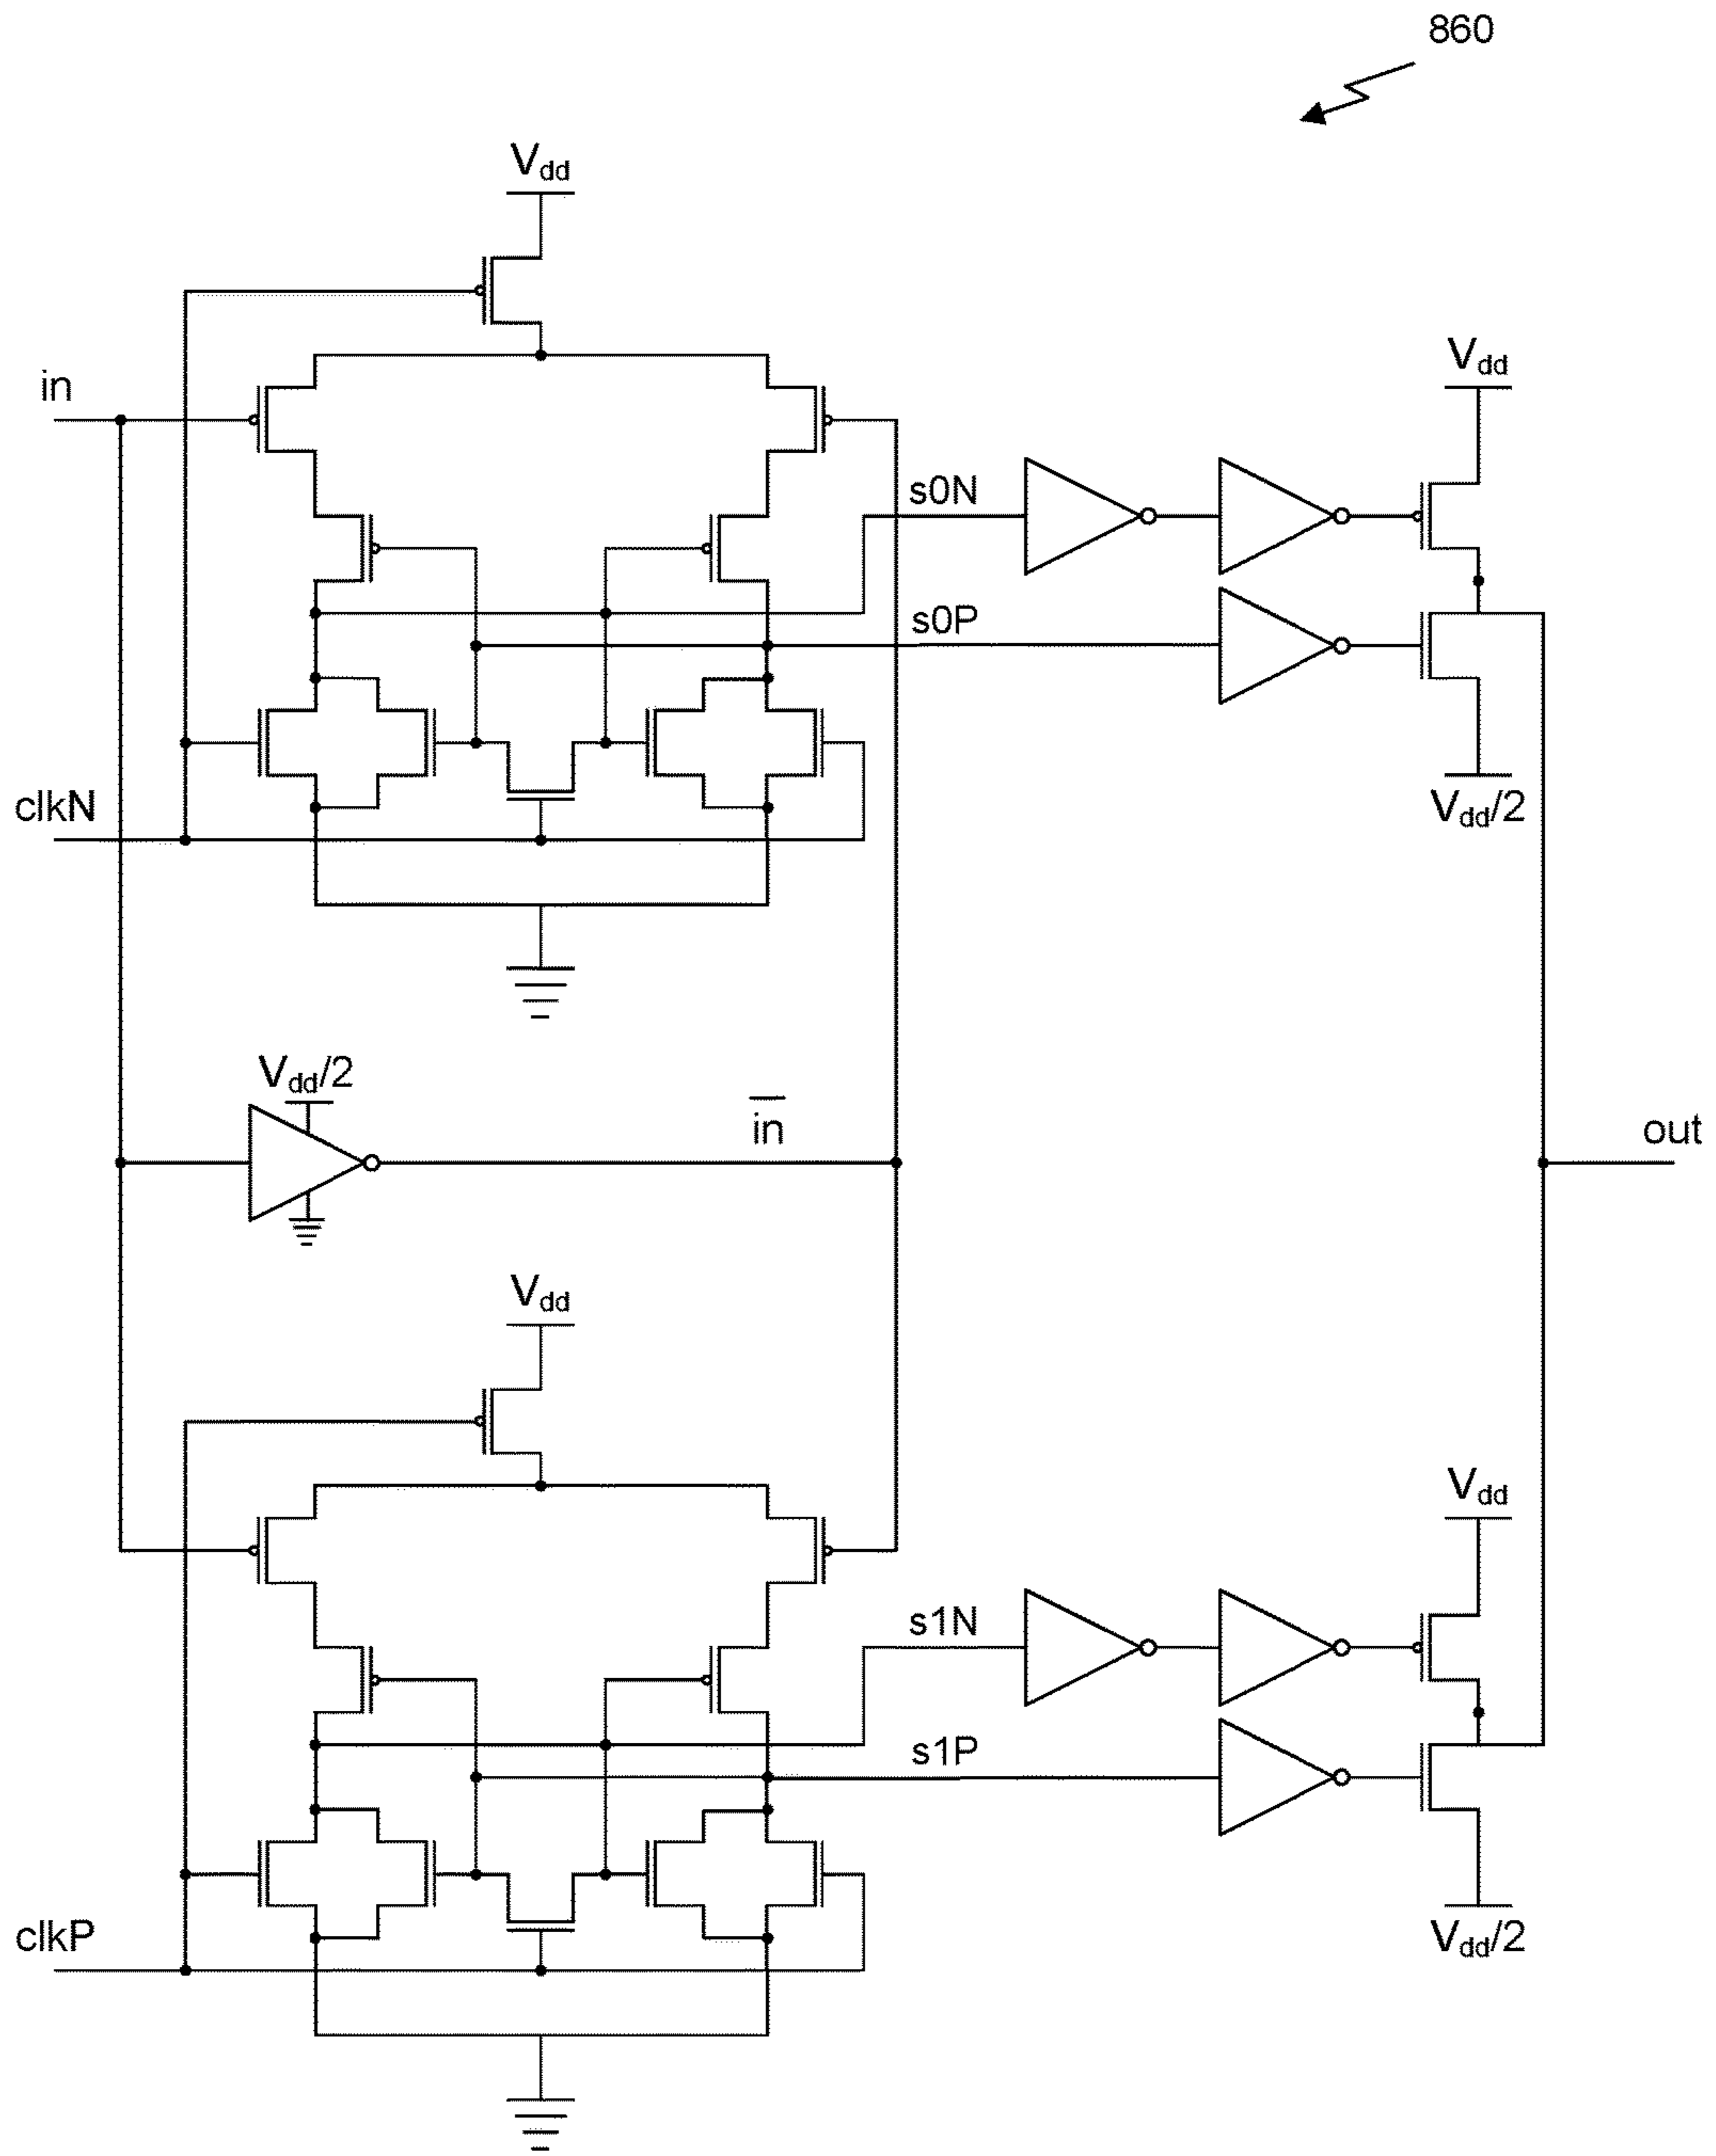 860
Vdd
Vdd
in
s0N
s0P
clkN
Vdd/2
Vdd/2
in
out
Vdd
Vdd
s1N
s1P
clkP
Vdd/2